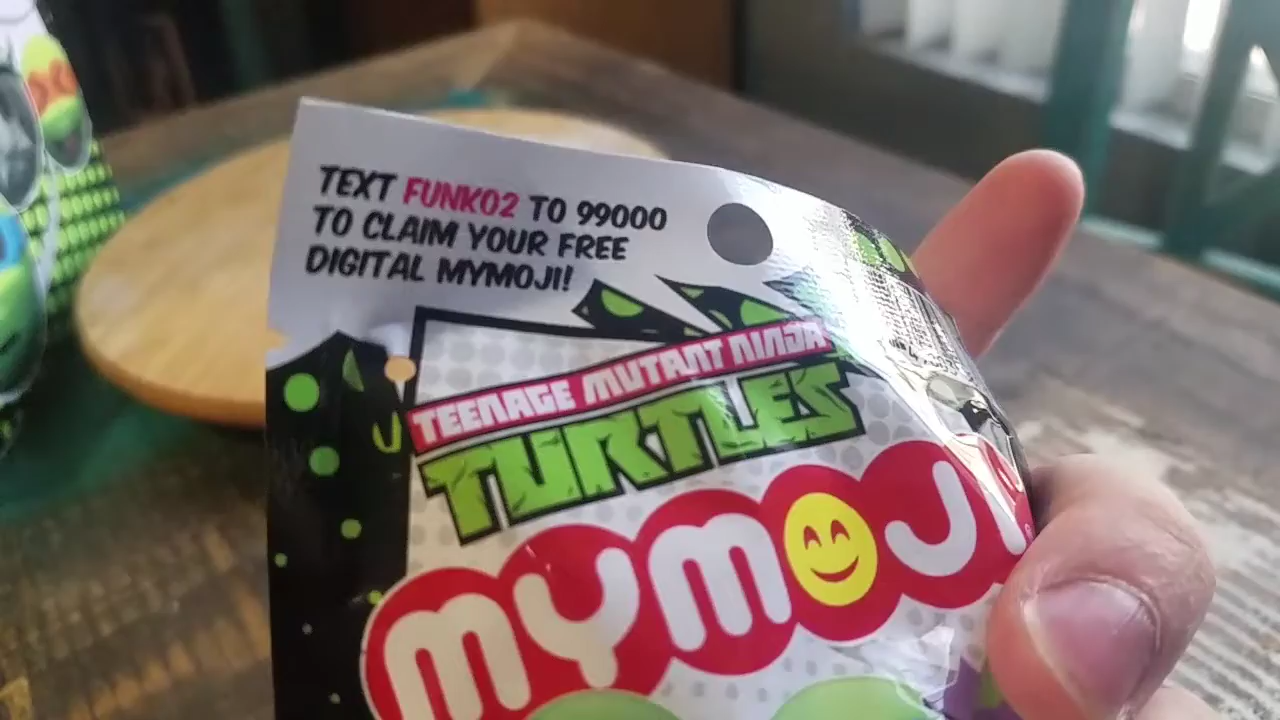 TEXT FUNKO2 TO 99000
TO CLAIM YOUR FREE
DIGITAL MYMOJI!
TEENAGE MUTANT NINJA
TURTLES
MYMOJI